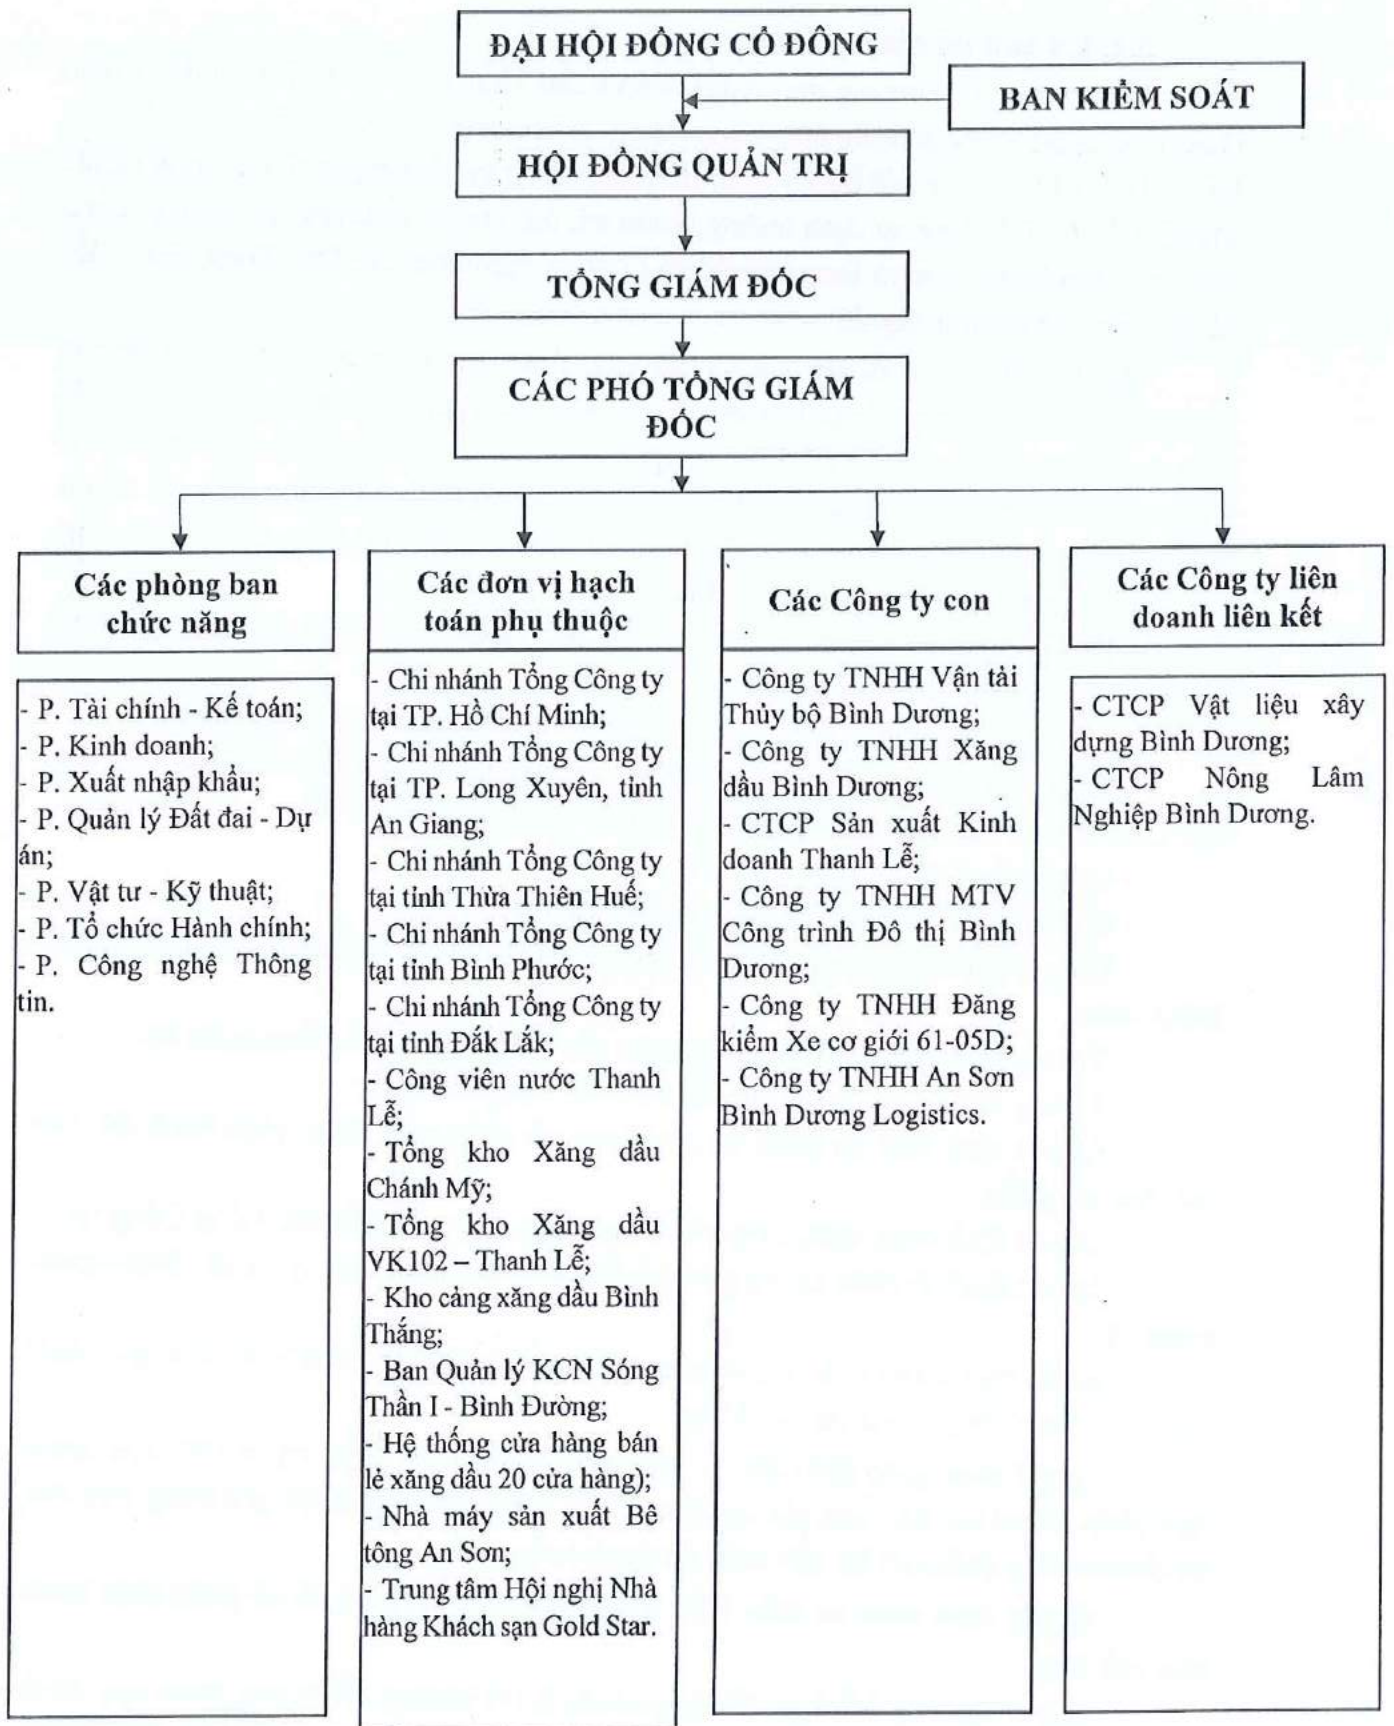 ĐẠI HỘI ĐỒNG CỔ ĐÔNG
BAN KIỂM SOÁT
HỘI ĐỒNG QUẢN TRỊ
TỔNG GIÁM ĐỐC
CÁC PHÓ TỔNG GIÁM
ĐỐC
Các phòng ban
chức năng
- P. Tài chính - Kế toán;
- P. Kinh doanh;
- P. Xuất nhập khẩu;
- P. Quản lý Đất đai - Dự
án;
- P. Vật tư - Kỹ thuật;
- P. Tổ chức Hành chính;
- P. Công nghệ Thông
tin.
Các đơn vị hạch
toán phụ thuộc
- Chi nhánh Tổng Công ty
tại TP. Hồ Chí Minh;
- Chi nhánh Tổng Công ty
tại TP. Long Xuyên, tỉnh
An Giang;
- Chi nhánh Tổng Công ty
tại tỉnh Thừa Thiên Huế;
- Chi nhánh Tổng Công ty
tại tỉnh Bình Phước;
- Chi nhánh Tổng Công ty
tại tỉnh Đắk Lắk;
- Công viên nước Thanh
Lễ;
- Tổng kho Xăng dầu
Chánh Mỹ;
- Tổng kho Xăng dầu
VK102 – Thanh Lễ;
- Kho cảng xăng dầu Bình
Thắng;
- Ban Quản lý KCN Sóng
Thần I - Bình Đường;
- Hệ thống cửa hàng bán
lẻ xăng dầu 20 cửa hàng);
- Nhà máy sản xuất Bê
tông An Sơn;
- Trung tâm Hội nghị Nhà
hàng Khách sạn Gold Star.
Các Công ty con
- Công ty TNHH Vận tải
Thủy bộ Bình Dương;
- Công ty TNHH Xăng
dầu Bình Dương;
- CTCP Sản xuất Kinh
doanh Thanh Lễ;
- Công ty TNHH MTV
Công trình Đô thị Bình
Dương;
- Công ty TNHH Đăng
kiểm Xe cơ giới 61-05D;
- Công ty TNHH An Sơn
Bình Dương Logistics.
Các Công ty liên
doanh liên kết
- CTCP Vật liệu xây
dựng Bình Dương;
- CTCP Nông Lâm
Nghiệp Bình Dương.